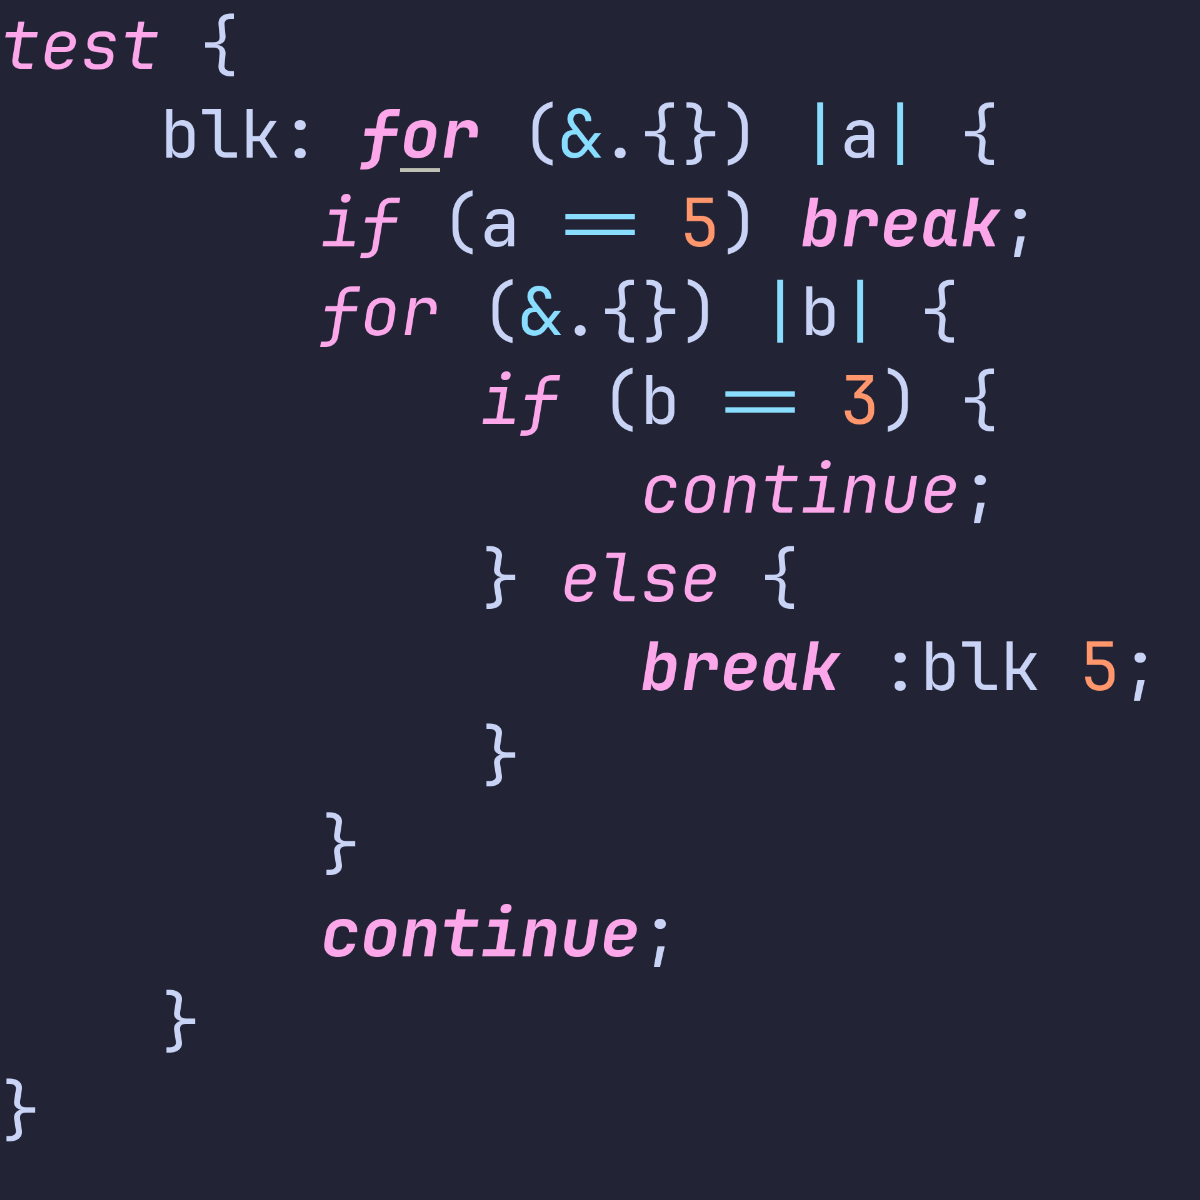 test {
    blk: for (&.{}) |a| {
        if (a == 5) break;
        for (&.{}) |b| {
            if (b == 3) {
                continue;
            } else {
                break :blk 5;
            }
        }
        continue;
    }
}